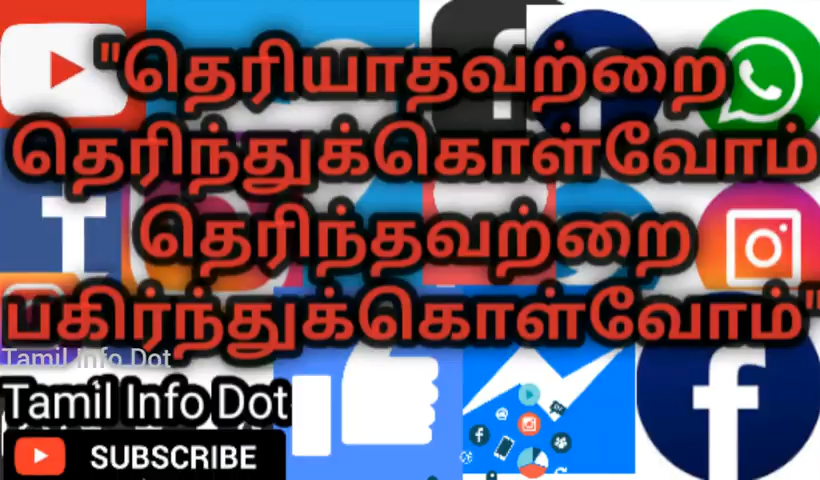 "தெரியாதவற்றை
தெரிந்துக்கொள்வோம்
தெரிந்தவற்றை
பகிர்ந்துக்கொள்வோம்"
Tamil Info Dot
Tamil Info Dot
SUBSCRIBE